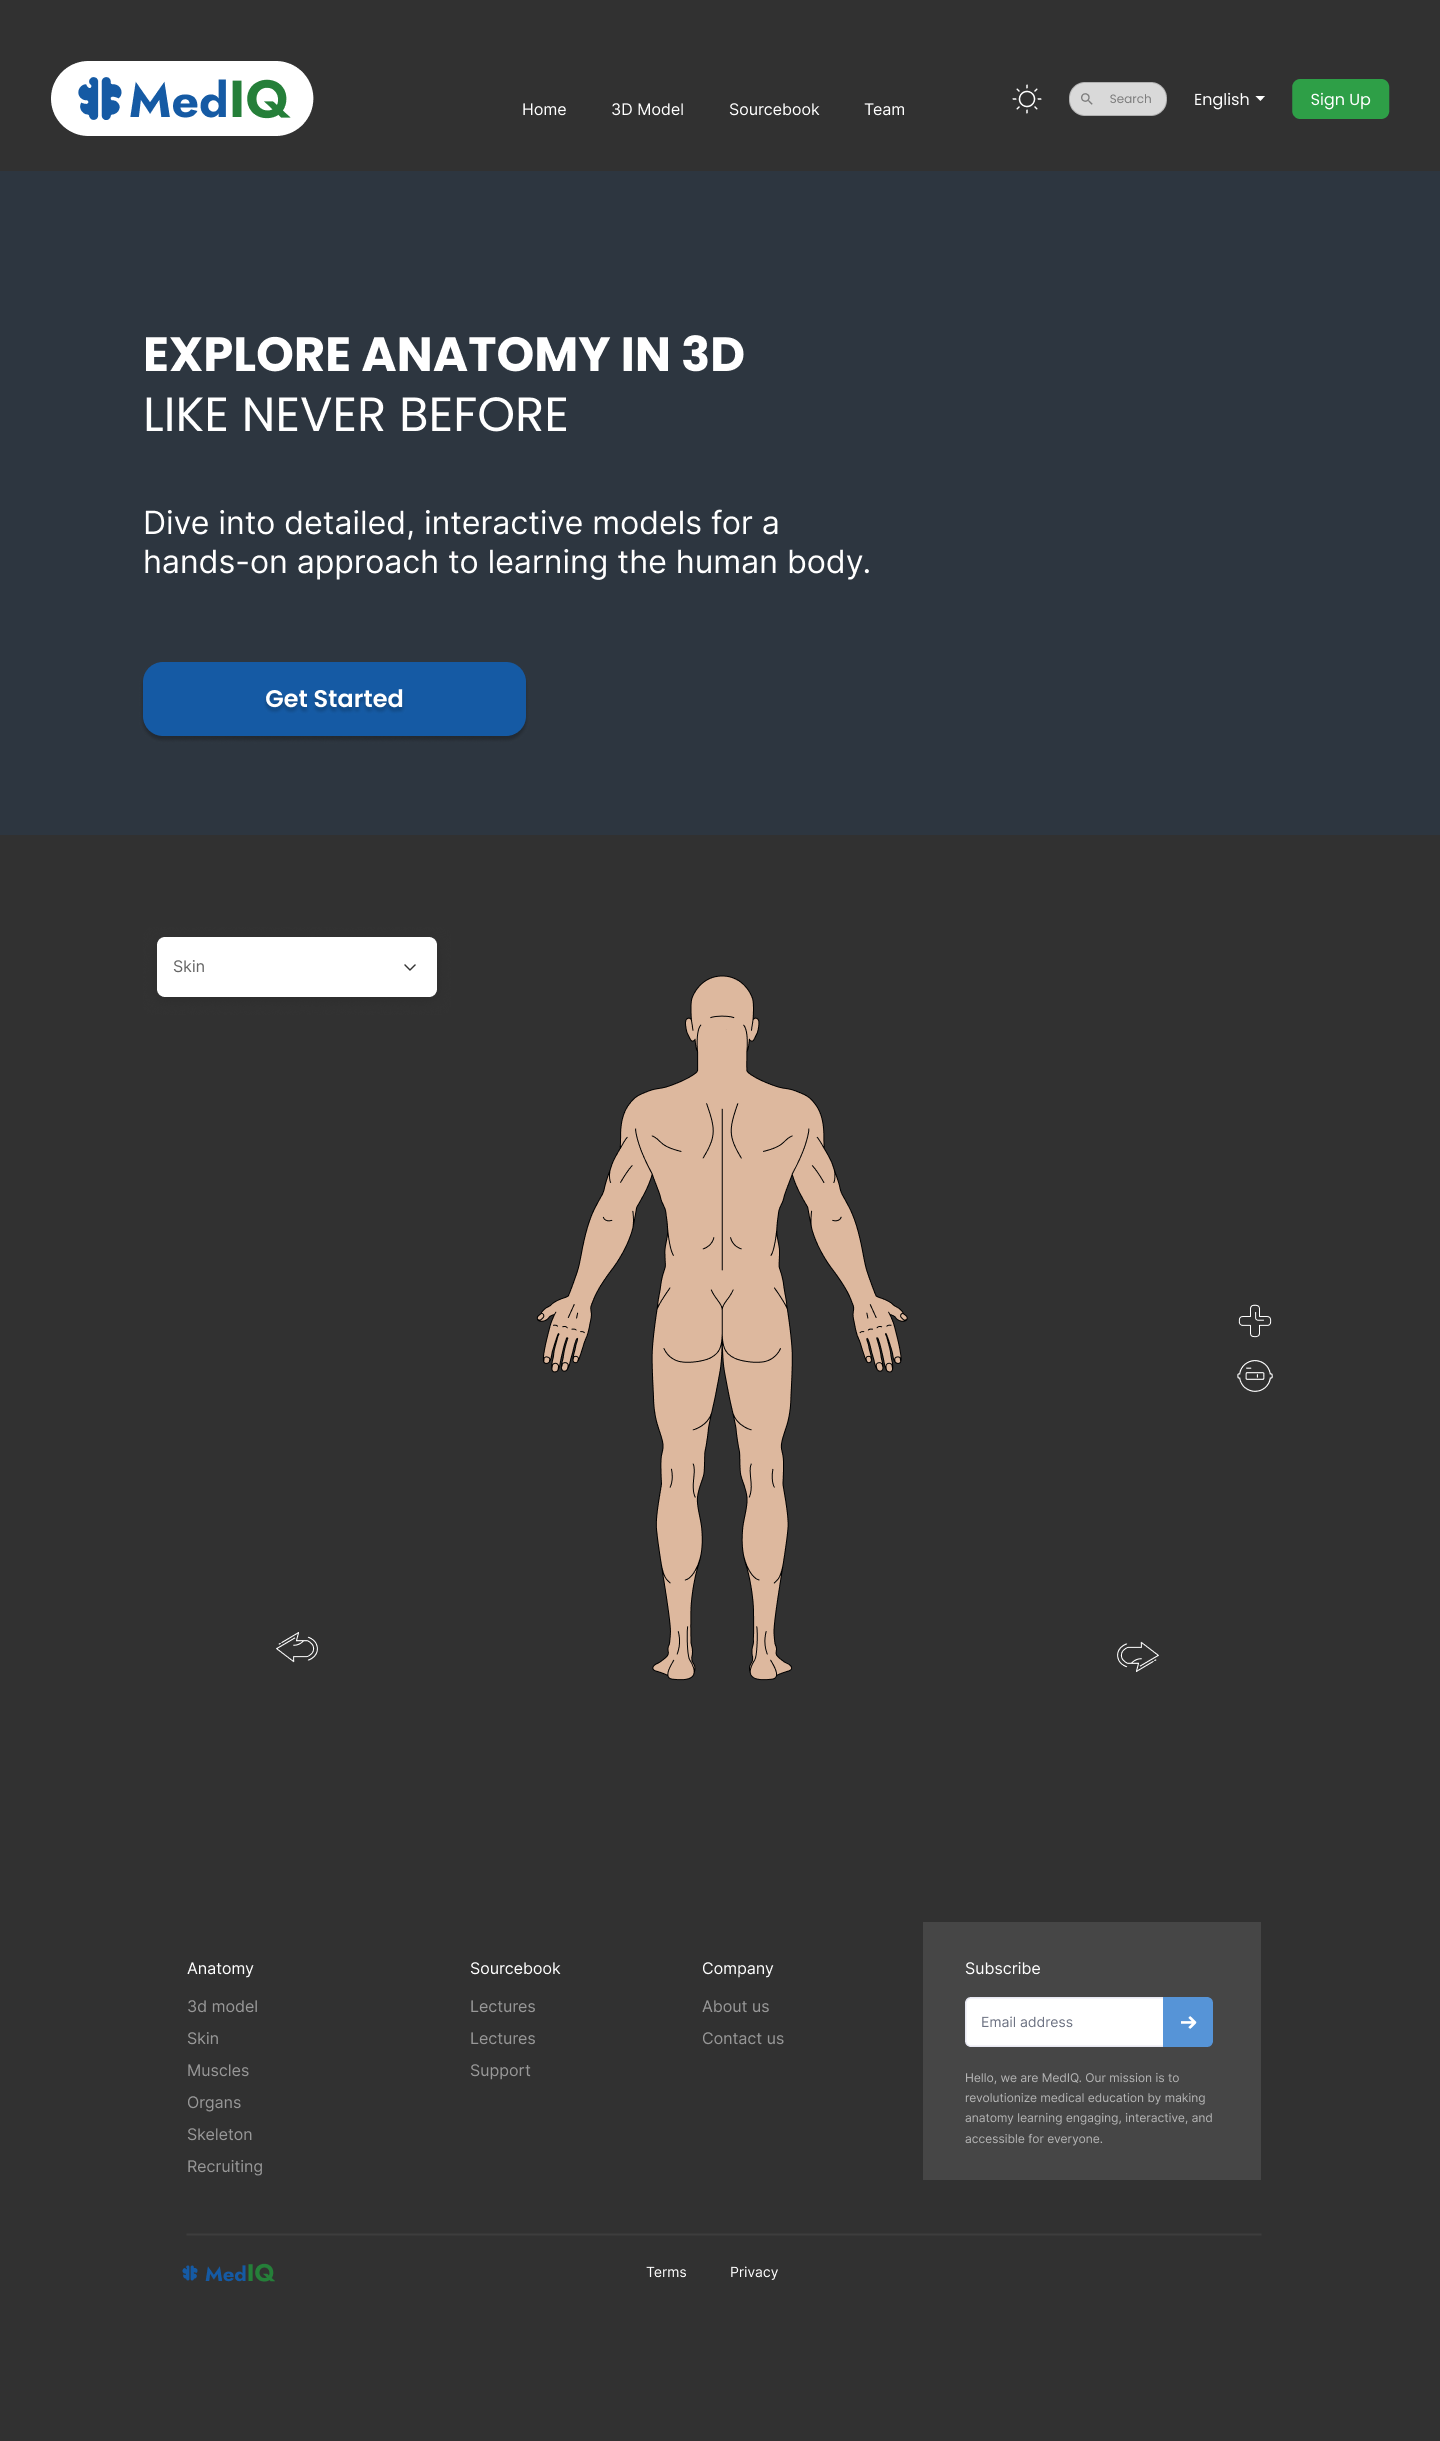 MedIQ
Home 3D Model Sourcebook Team
Search
English
Sign Up
EXPLORE ANATOMY IN 3D
LIKE NEVER BEFORE
Dive into detailed, interactive models for a
hands-on approach to learning the human body.
Get Started
Skin
Anatomy
3d model
Skin
Muscles
Organs
Skeleton
Recruiting
Sourcebook
Lectures
Lectures
Support
Company
About us
Contact us
Subscribe
Email address
Hello, we are MedIQ. Our mission is to
revolutionize medical education by making
anatomy learning engaging, interactive, and
accessible for everyone.
MedIQ
Terms Privacy